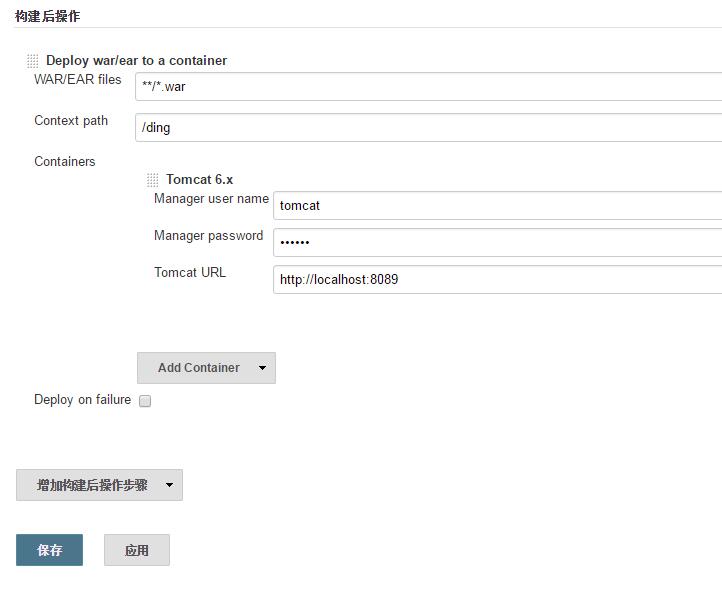 构建后操作
Deploy war/ear to a container
WAR/EAR files
**/*.war
Context path
/ding
Containers
Tomcat 6.x
Manager user name
tomcat
Manager password
••••••
Tomcat URL
http://localhost:8089
Add Container
Deploy on failure
增加构建后操作步骤
保存
应用